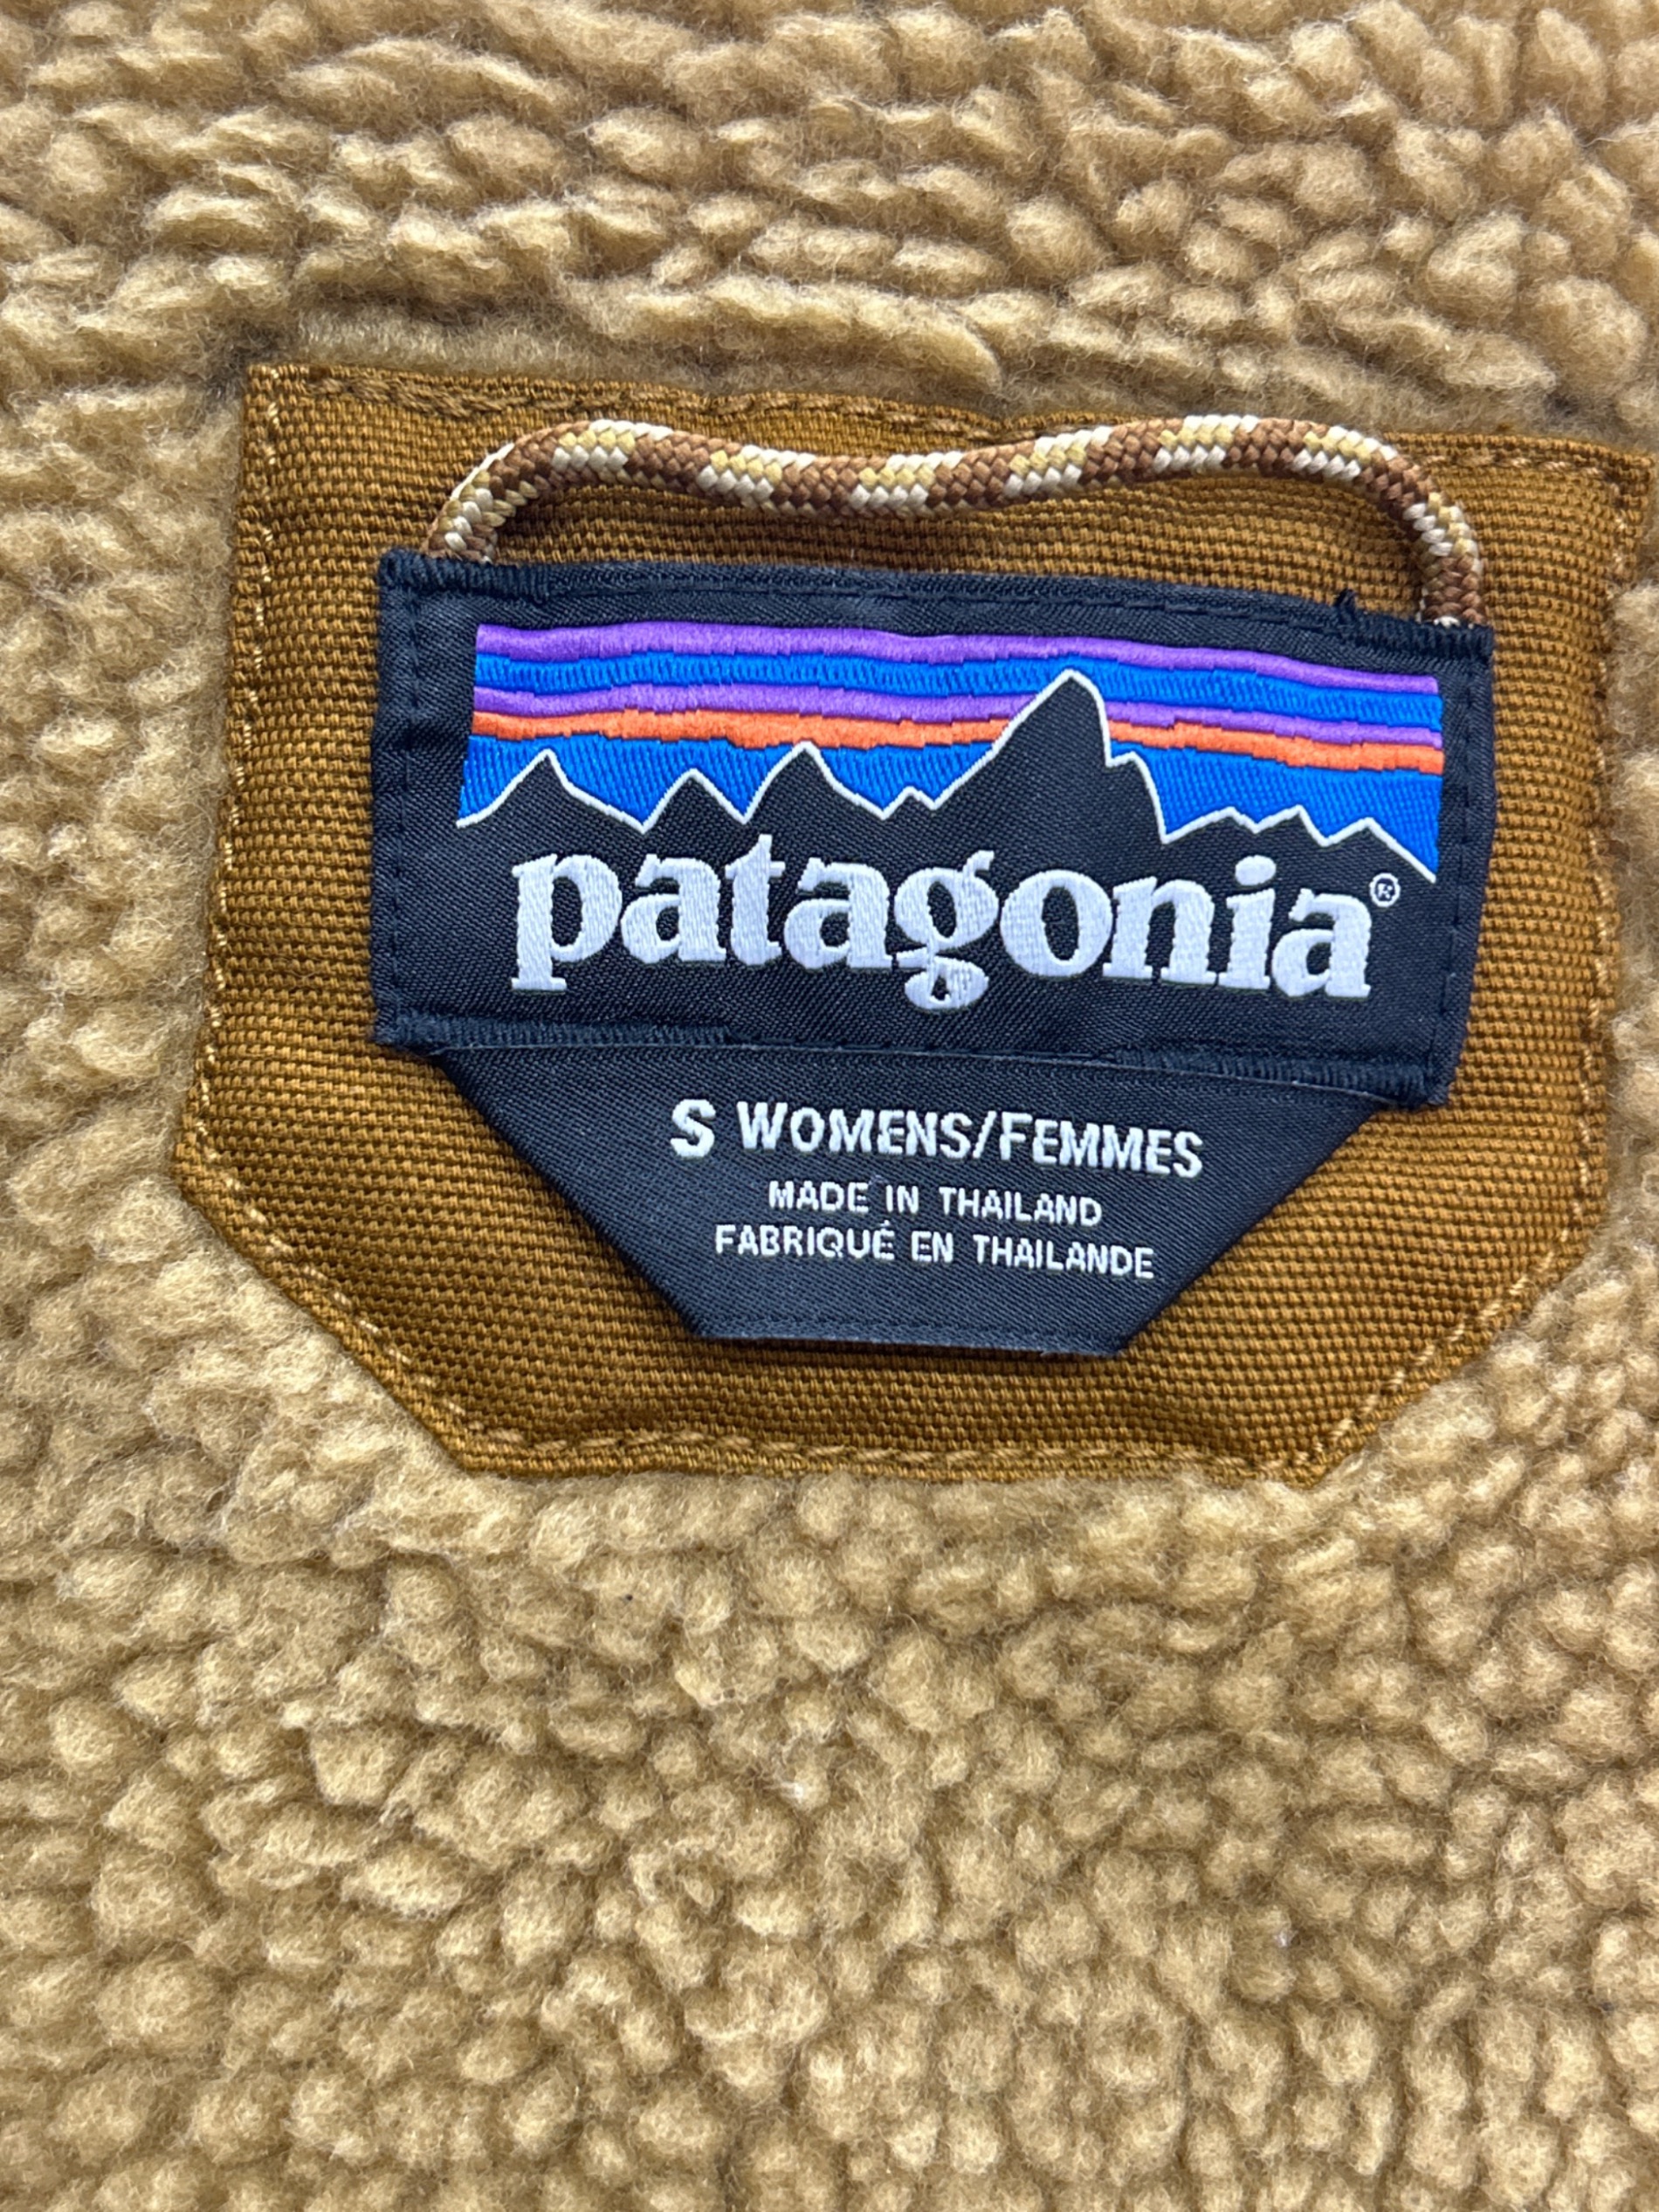 patagonia®
S WOMENS/FEMMES
MADE IN THAILAND
FABRIQUÉ EN THAILANDE